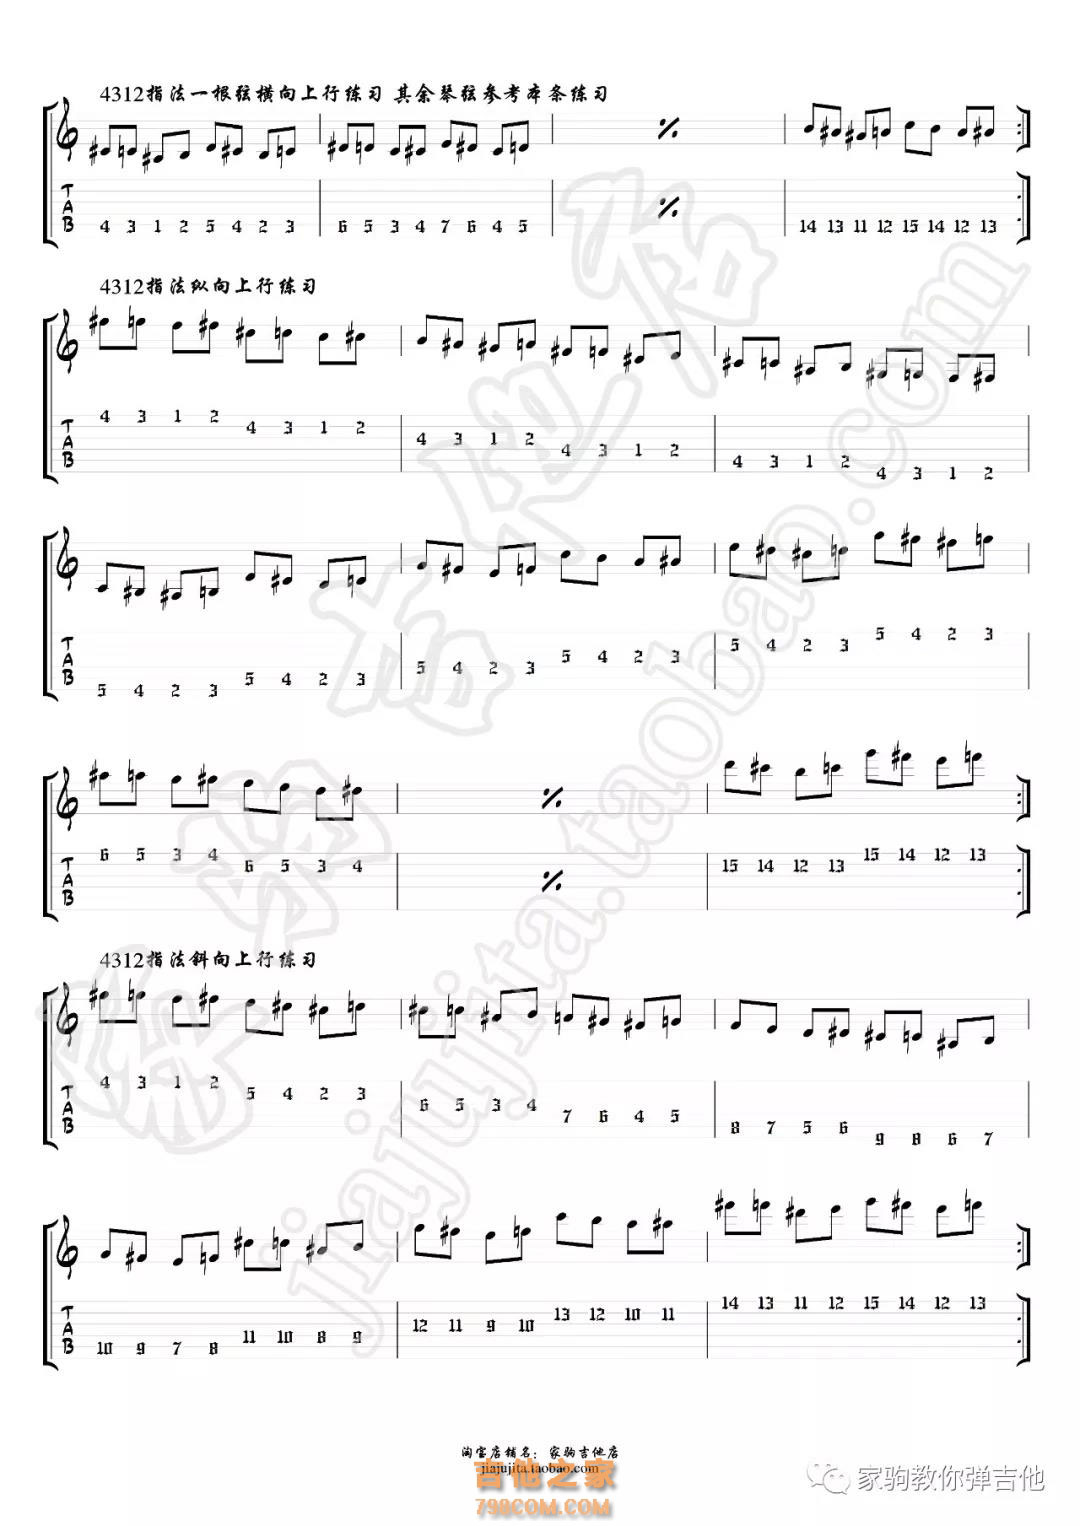 4312指法一根弦横向上行练习 其余琴弦参考本条练习
T
A
B
4 3 1 2 5 4 2 3 6 5 3 4 7 6 4 5 14 13 11 12 15 14 12 13
4312指法纵向上行练习
T
A
B
4 3 1 2 4 3 1 2 4 3 1 2 4 3 1 2 4 3 1 2 4 3 1 2
T
A
B
5 4 2 3 5 4 2 3 5 4 2 3 5 4 2 3 5 4 2 3 5 4 2 3
T
A
B
6 5 3 4 6 5 3 4 15 14 12 13 15 14 12 13
4312指法斜向上行练习
T
A
B
4 3 1 2 5 4 2 3 6 5 3 4 7 6 4 5 8 7 5 6 9 8 6 7
T
A
B
10 9 7 8 11 10 8 9 12 11 9 10 13 12 10 11 14 13 11 12 15 14 12 13
家驹吉他店
jiajujita.taobao.com
淘宝店铺名：家驹吉他店
jiajujita.taobao.com
吉他之家
798COM.COM
家驹教你弹吉他